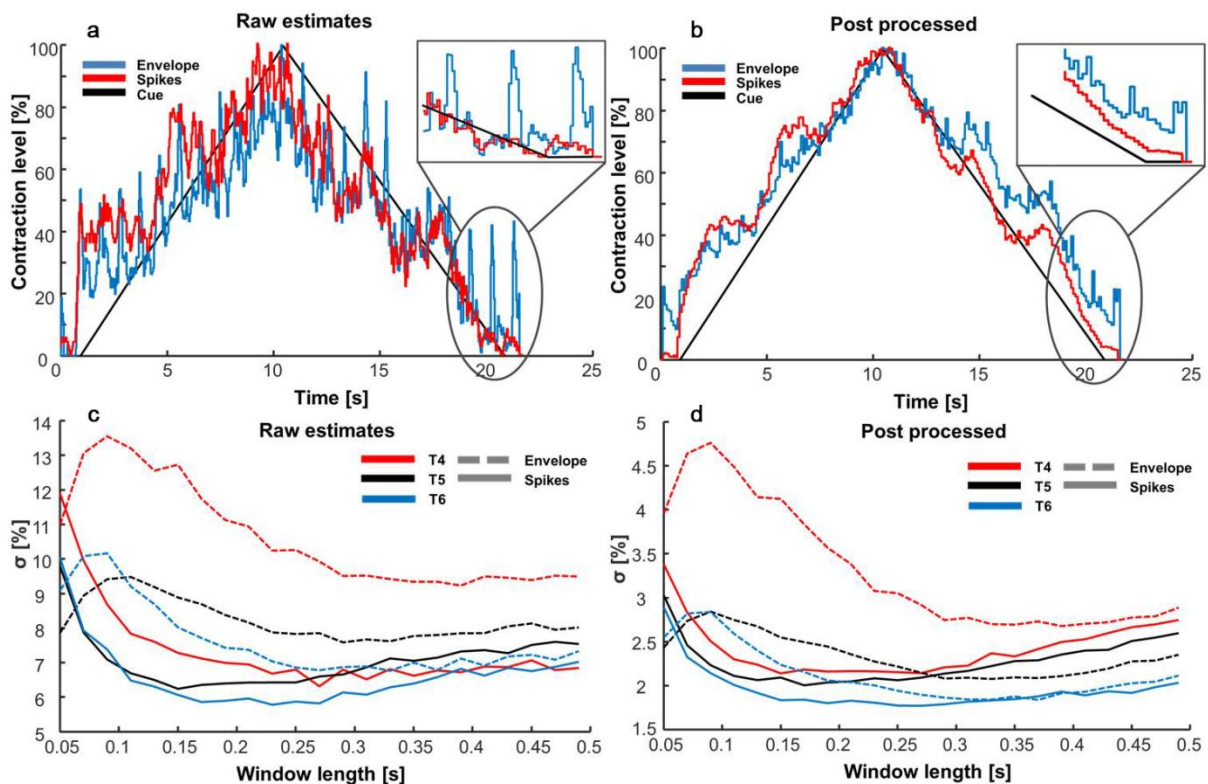 a
Raw estimates
Envelope
Spikes
Cue
Contraction level [%]
100
80
60
40
20
0
0 5 10 15 20 25
Time [s]
b
Post processed
Envelope
Spikes
Cue
Contraction level [%]
100
80
60
40
20
0
0 5 10 15 20 25
Time [s]
c
Raw estimates
T4 Envelope
T5 Spikes
T6
σ [%]
14
13
12
11
10
9
8
7
6
5
0.05 0.1 0.15 0.2 0.25 0.3 0.35 0.4 0.45 0.5
Window length [s]
d
Post processed
T4 Envelope
T5 Spikes
T6
σ [%]
5
4.5
4
3.5
3
2.5
2
1.5
0.05 0.1 0.15 0.2 0.25 0.3 0.35 0.4 0.45 0.5
Window length [s]